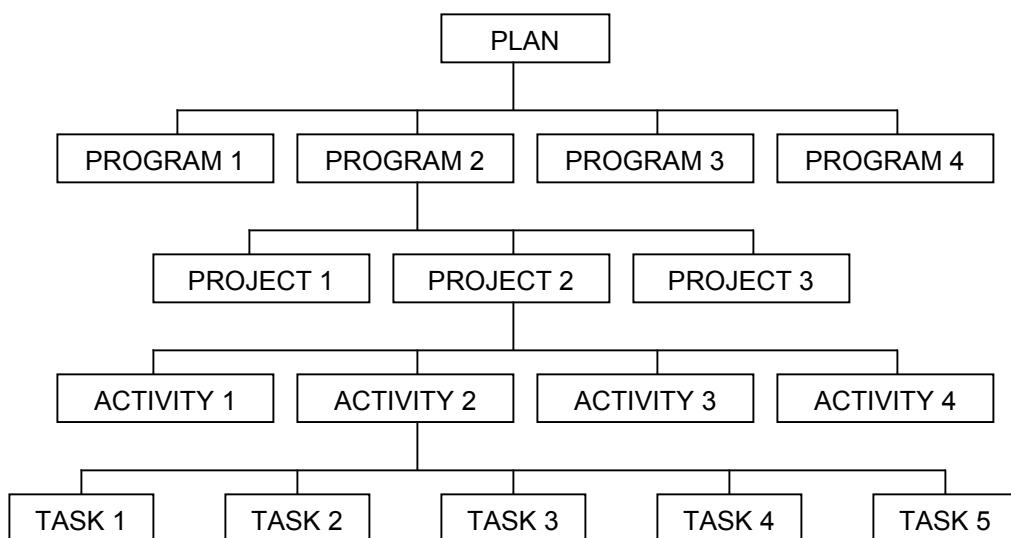 PLAN
PROGRAM 1 PROGRAM 2 PROGRAM 3 PROGRAM 4
PROJECT 1 PROJECT 2 PROJECT 3
ACTIVITY 1 ACTIVITY 2 ACTIVITY 3 ACTIVITY 4
TASK 1 TASK 2 TASK 3 TASK 4 TASK 5